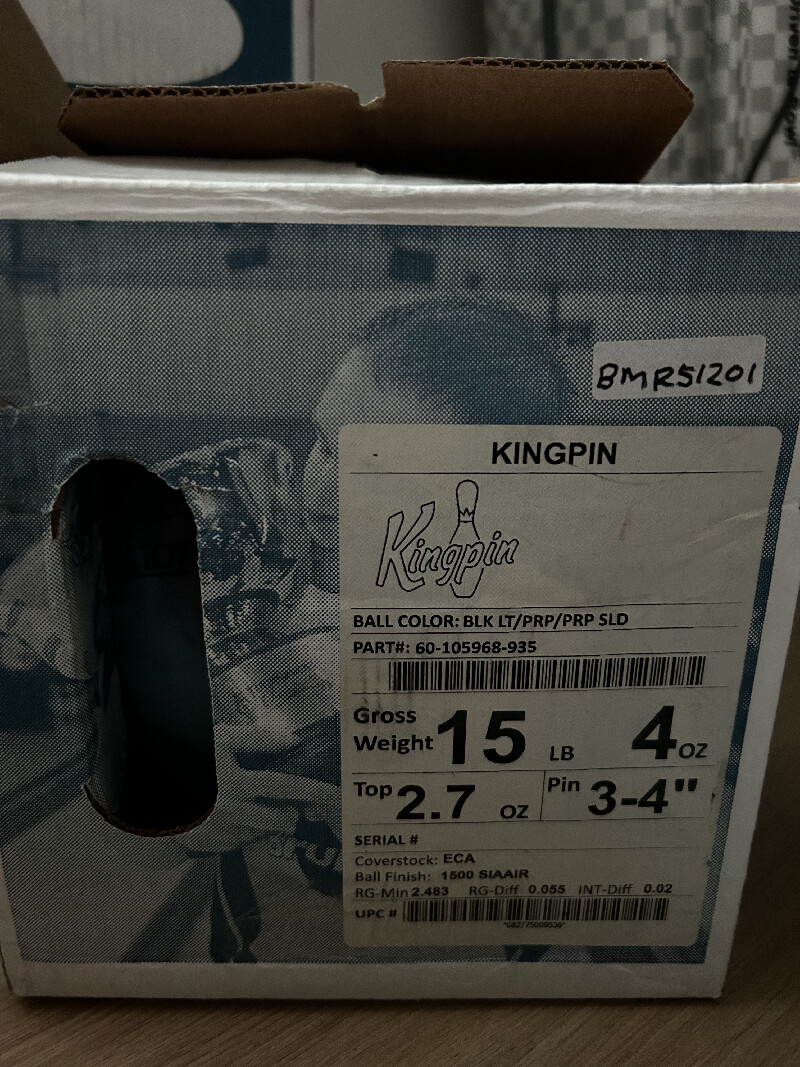 BMR51201
KINGPIN
Kingpin
BALL COLOR: BLK LT/PRP/PRP SLD
PART#: 60-105968-935
Gross Weight 15 LB 4 OZ
Top 2.7 OZ Pin 3-4"
SERIAL #
Coverstock: ECA
Ball Finish: 1500 SIAAIR
RG-Min 2.483 RG-Diff 0.055 INT-Diff 0.02
UPC #